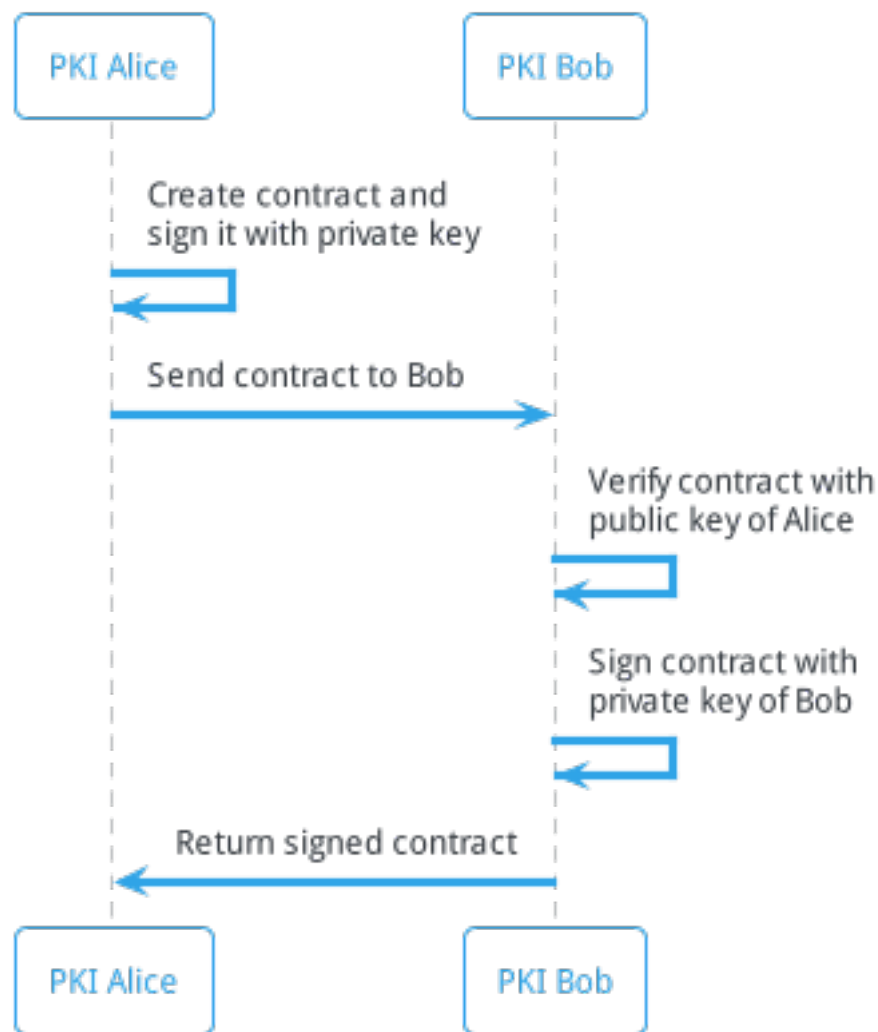 PKI Alice
PKI Bob
Create contract and
sign it with private key
Send contract to Bob
Verify contract with
public key of Alice
Sign contract with
private key of Bob
Return signed contract
PKI Alice
PKI Bob